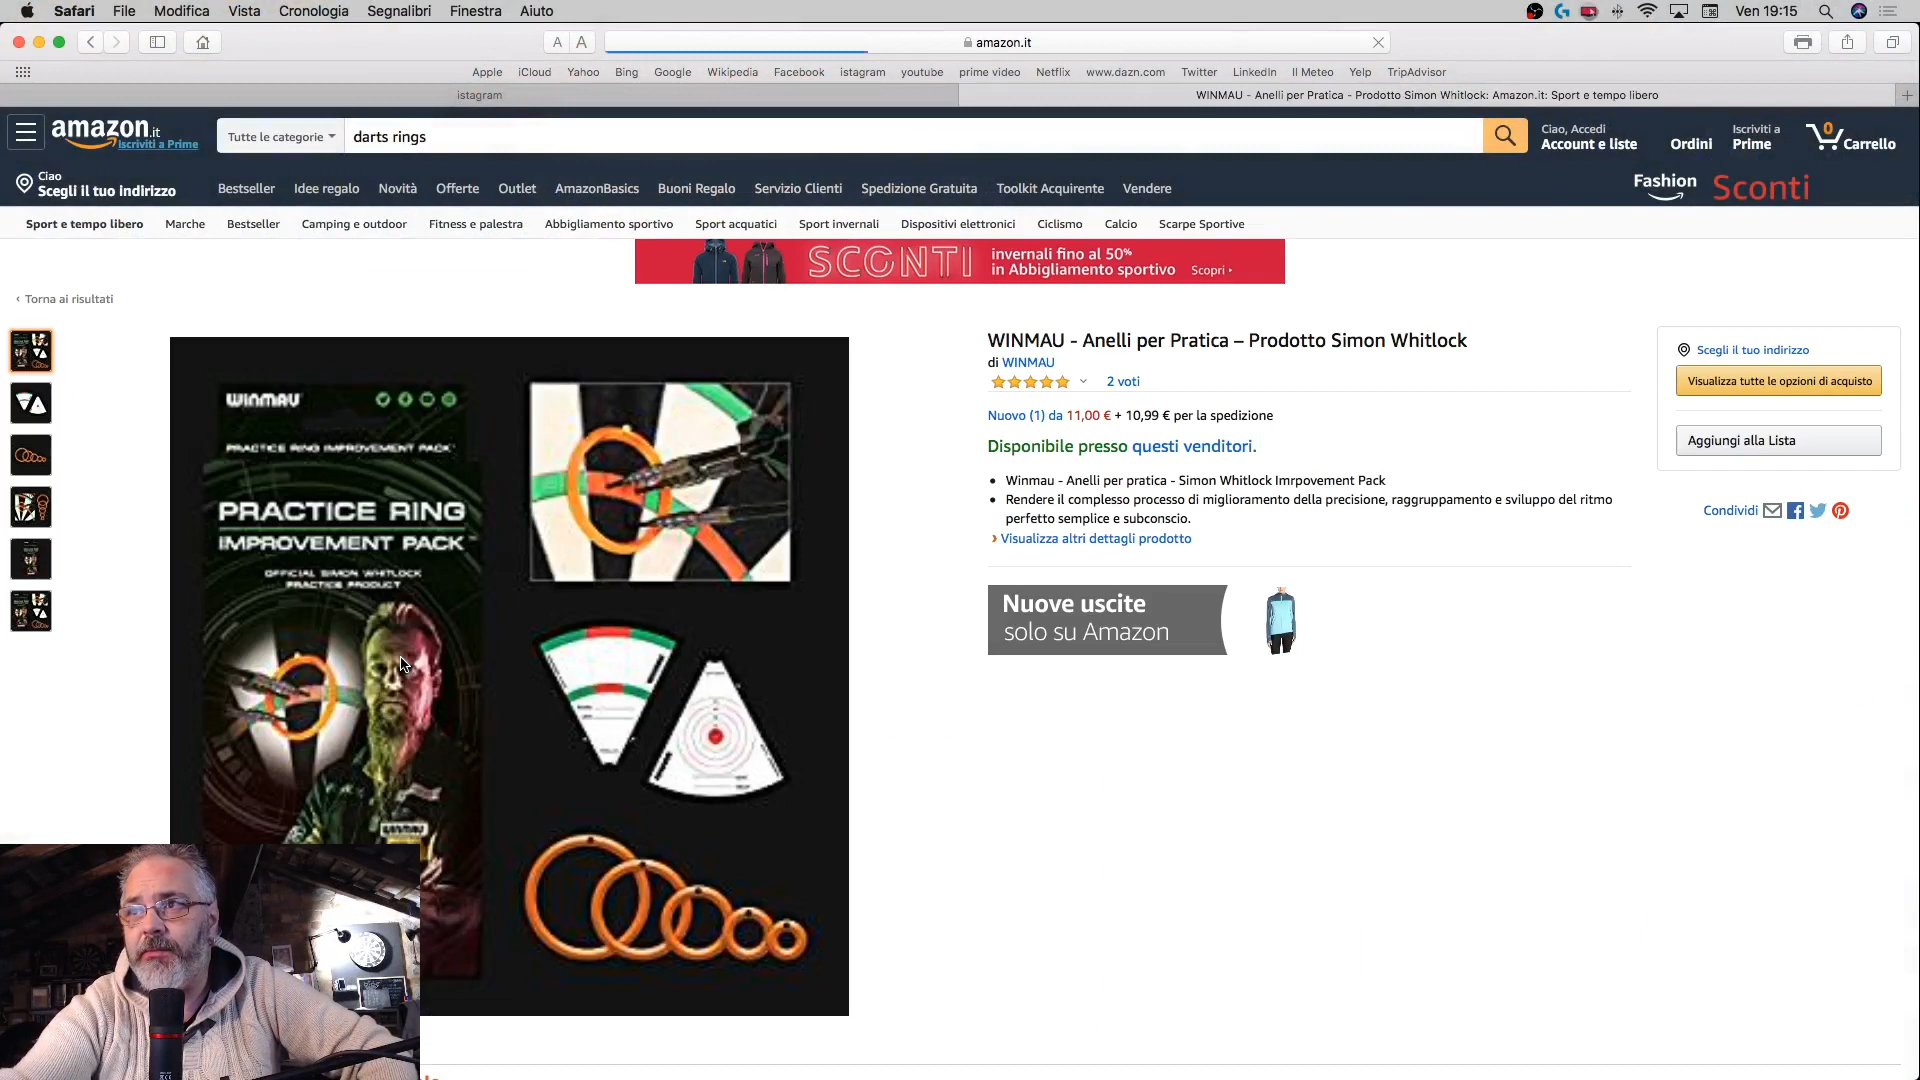 Safari File Modifica Vista Cronologia Segnalibri Finestra Aiuto
Ven 19:15
A A
amazon.it
Apple iCloud Yahoo Bing Google Wikipedia Facebook istagram youtube prime video Netflix www.dazn.com Twitter LinkedIn Il Meteo Yelp TripAdvisor
istagram
WINMAU - Anelli per Pratica - Prodotto Simon Whitlock: Amazon.it: Sport e tempo libero
amazon.it
Iscriviti a Prime
Tutte le categorie
darts rings
Ciao, Accedi
Account e liste
Ordini
Iscriviti a
Prime
0
Carrello
Ciao
Scegli il tuo indirizzo
Bestseller Idee regalo Novità Offerte Outlet AmazonBasics Buoni Regalo Servizio Clienti Spedizione Gratuita Toolkit Acquirente Vendere
Fashion Sconti
Sport e tempo libero Marche Bestseller Camping e outdoor Fitness e palestra Abbigliamento sportivo Sport acquatici Sport invernali Dispositivi elettronici Ciclismo Calcio Scarpe Sportive
SCONTI
invernali fino al 50%
in Abbigliamento sportivo Scopri ›
‹ Torna ai risultati
WINMAU
PRACTICE RING IMPROVEMENT PACK
PRACTICE RING
IMPROVEMENT PACK
OFFICIAL SIMON WHITLOCK
PRACTICE PRODUCT
WINMAU
WINMAU - Anelli per Pratica – Prodotto Simon Whitlock
di WINMAU
2 voti
Nuovo (1) da 11,00 € + 10,99 € per la spedizione
Disponibile presso questi venditori.
• Winmau - Anelli per pratica - Simon Whitlock Imrpovement Pack
• Rendere il complesso processo di miglioramento della precisione, raggruppamento e sviluppo del ritmo
perfetto semplice e subconscio.
› Visualizza altri dettagli prodotto
Nuove uscite
solo su Amazon
Scegli il tuo indirizzo
Visualizza tutte le opzioni di acquisto
Aggiungi alla Lista
Condividi